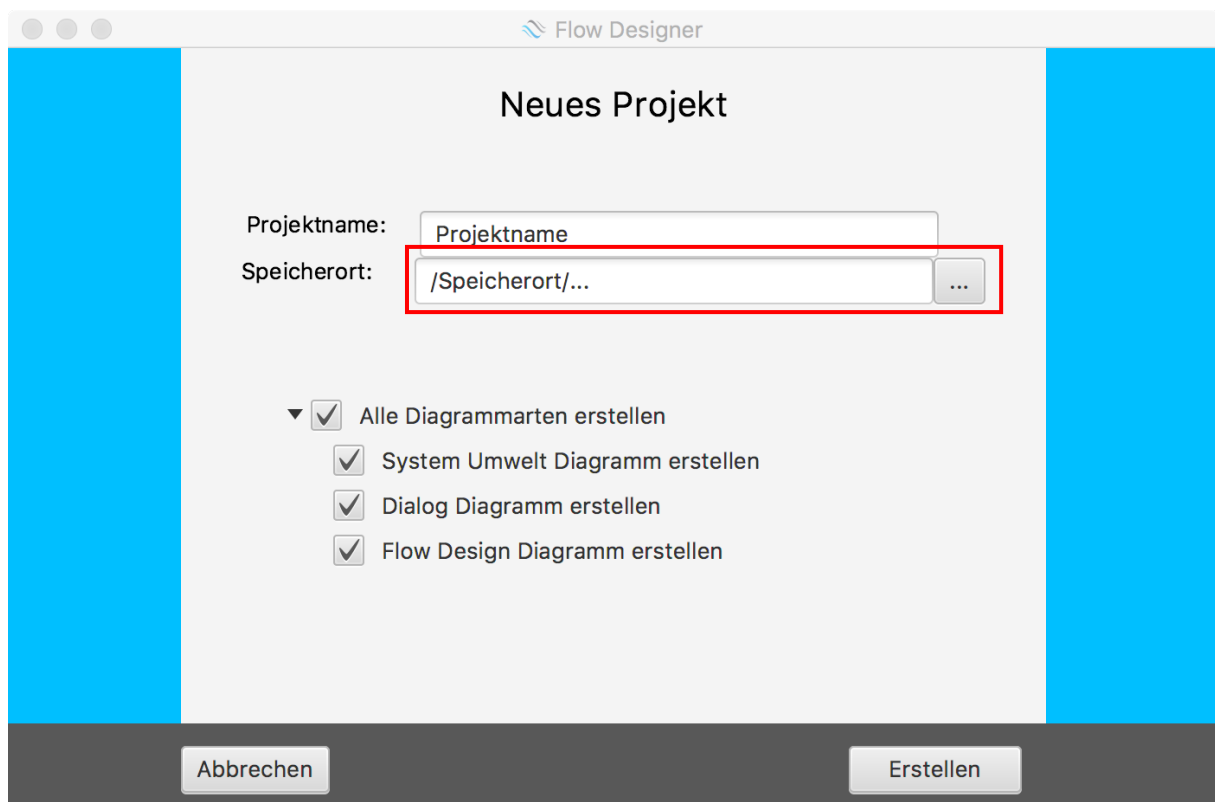 Flow Designer
Neues Projekt
Projektname: Projektname
Speicherort: /Speicherort/... ...
Alle Diagrammarten erstellen
System Umwelt Diagramm erstellen
Dialog Diagramm erstellen
Flow Design Diagramm erstellen
Abbrechen Erstellen